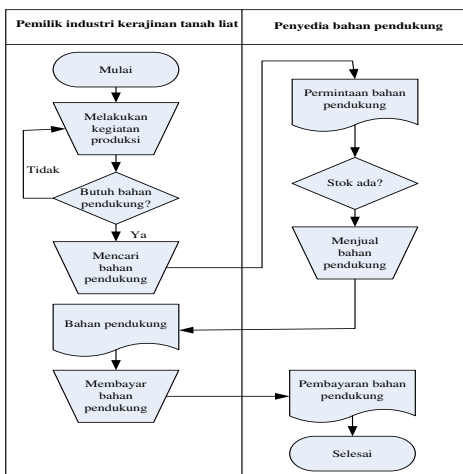 Pemilik industri kerajinan tanah liat
Penyedia bahan pendukung
Mulai
Melakukan
kegiatan
produksi
Tidak
Butuh bahan
pendukung?
Ya
Mencari
bahan
pendukung
Permintaan bahan
pendukung
Stok ada?
Menjual
bahan
pendukung
Bahan pendukung
Membayar
bahan
pendukung
Pembayaran bahan
pendukung
Selesai